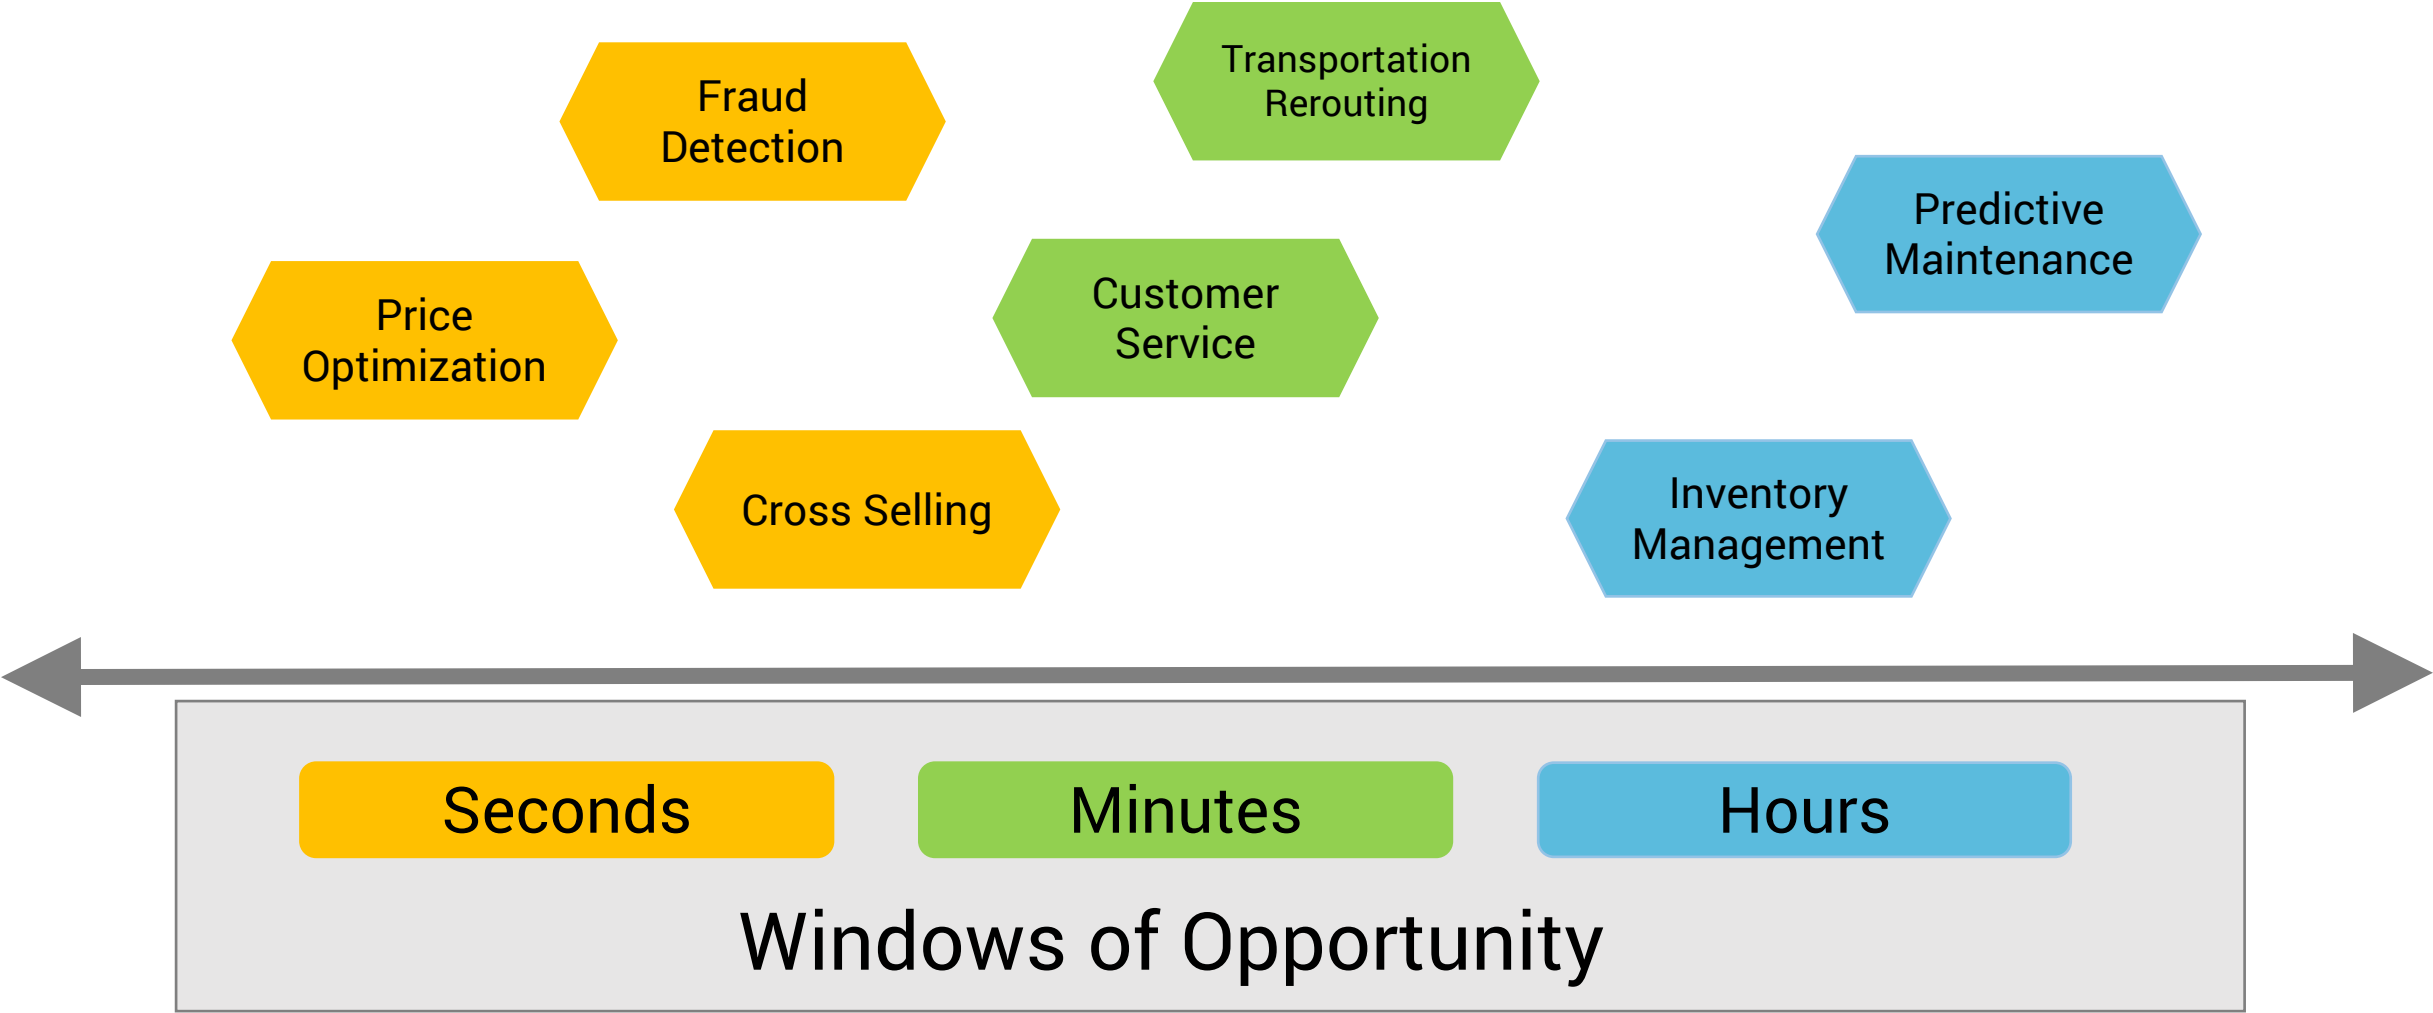 Transportation
Rerouting
Fraud
Detection
Predictive
Maintenance
Customer
Service
Price
Optimization
Cross Selling
Inventory
Management
Seconds
Minutes
Hours
Windows of Opportunity